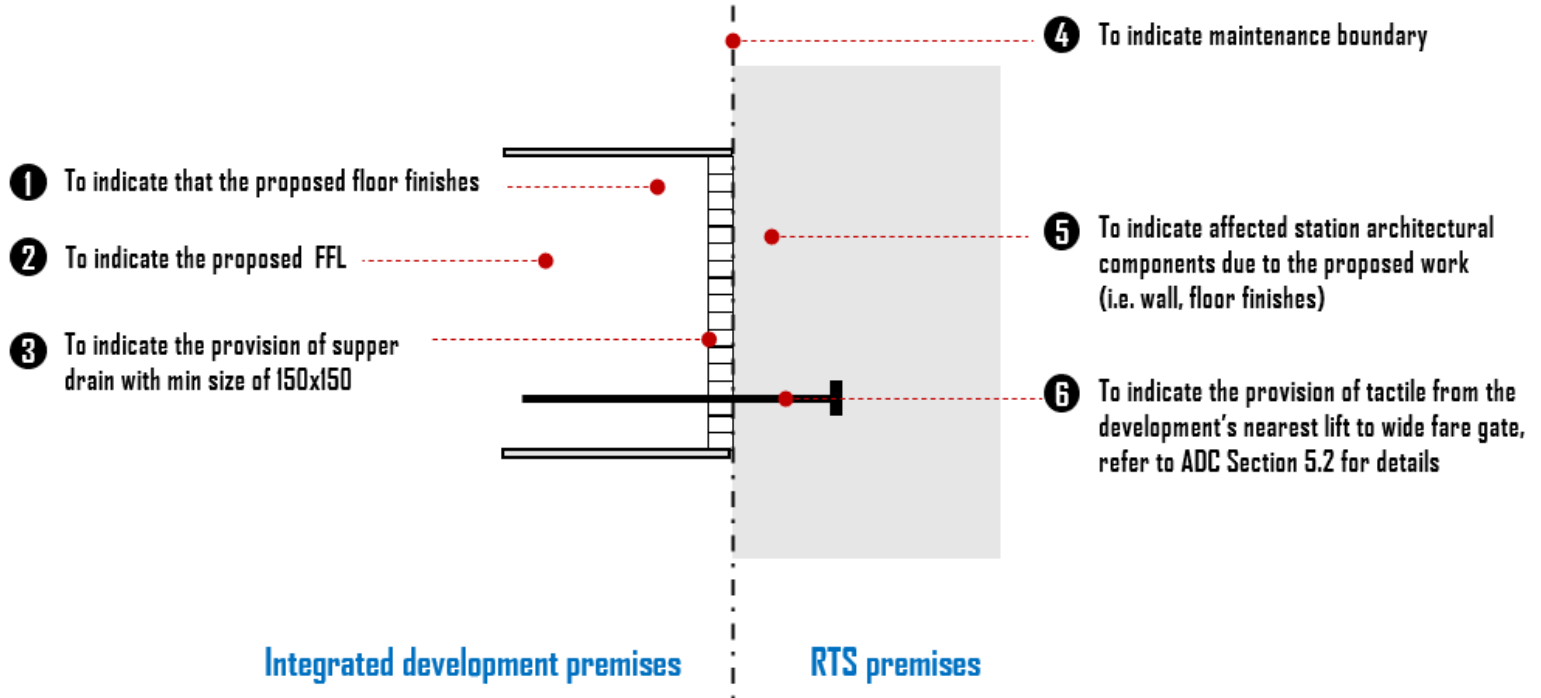 1 To indicate that the proposed floor finishes
2 To indicate the proposed FFL
3 To indicate the provision of supper
drain with min size of 150x150
4 To indicate maintenance boundary
5 To indicate affected station architectural
components due to the proposed work
(i.e. wall, floor finishes)
6 To indicate the provision of tactile from the
development's nearest lift to wide fare gate,
refer to ADC Section 5.2 for details
Integrated development premises
RTS premises